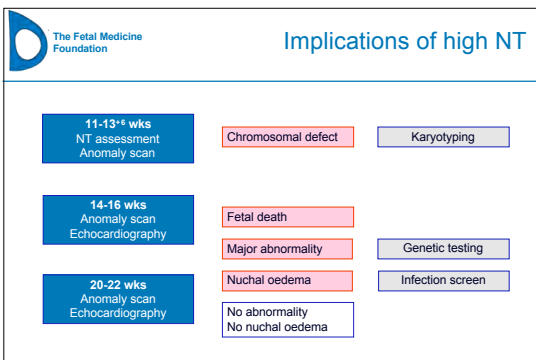 The Fetal Medicine
Foundation
Implications of high NT
11-13⁺⁶ wks
NT assessment
Anomaly scan
Chromosomal defect
Karyotyping
14-16 wks
Anomaly scan
Echocardiography
Fetal death
Major abnormality
Genetic testing
20-22 wks
Anomaly scan
Echocardiography
Nuchal oedema
Infection screen
No abnormality
No nuchal oedema